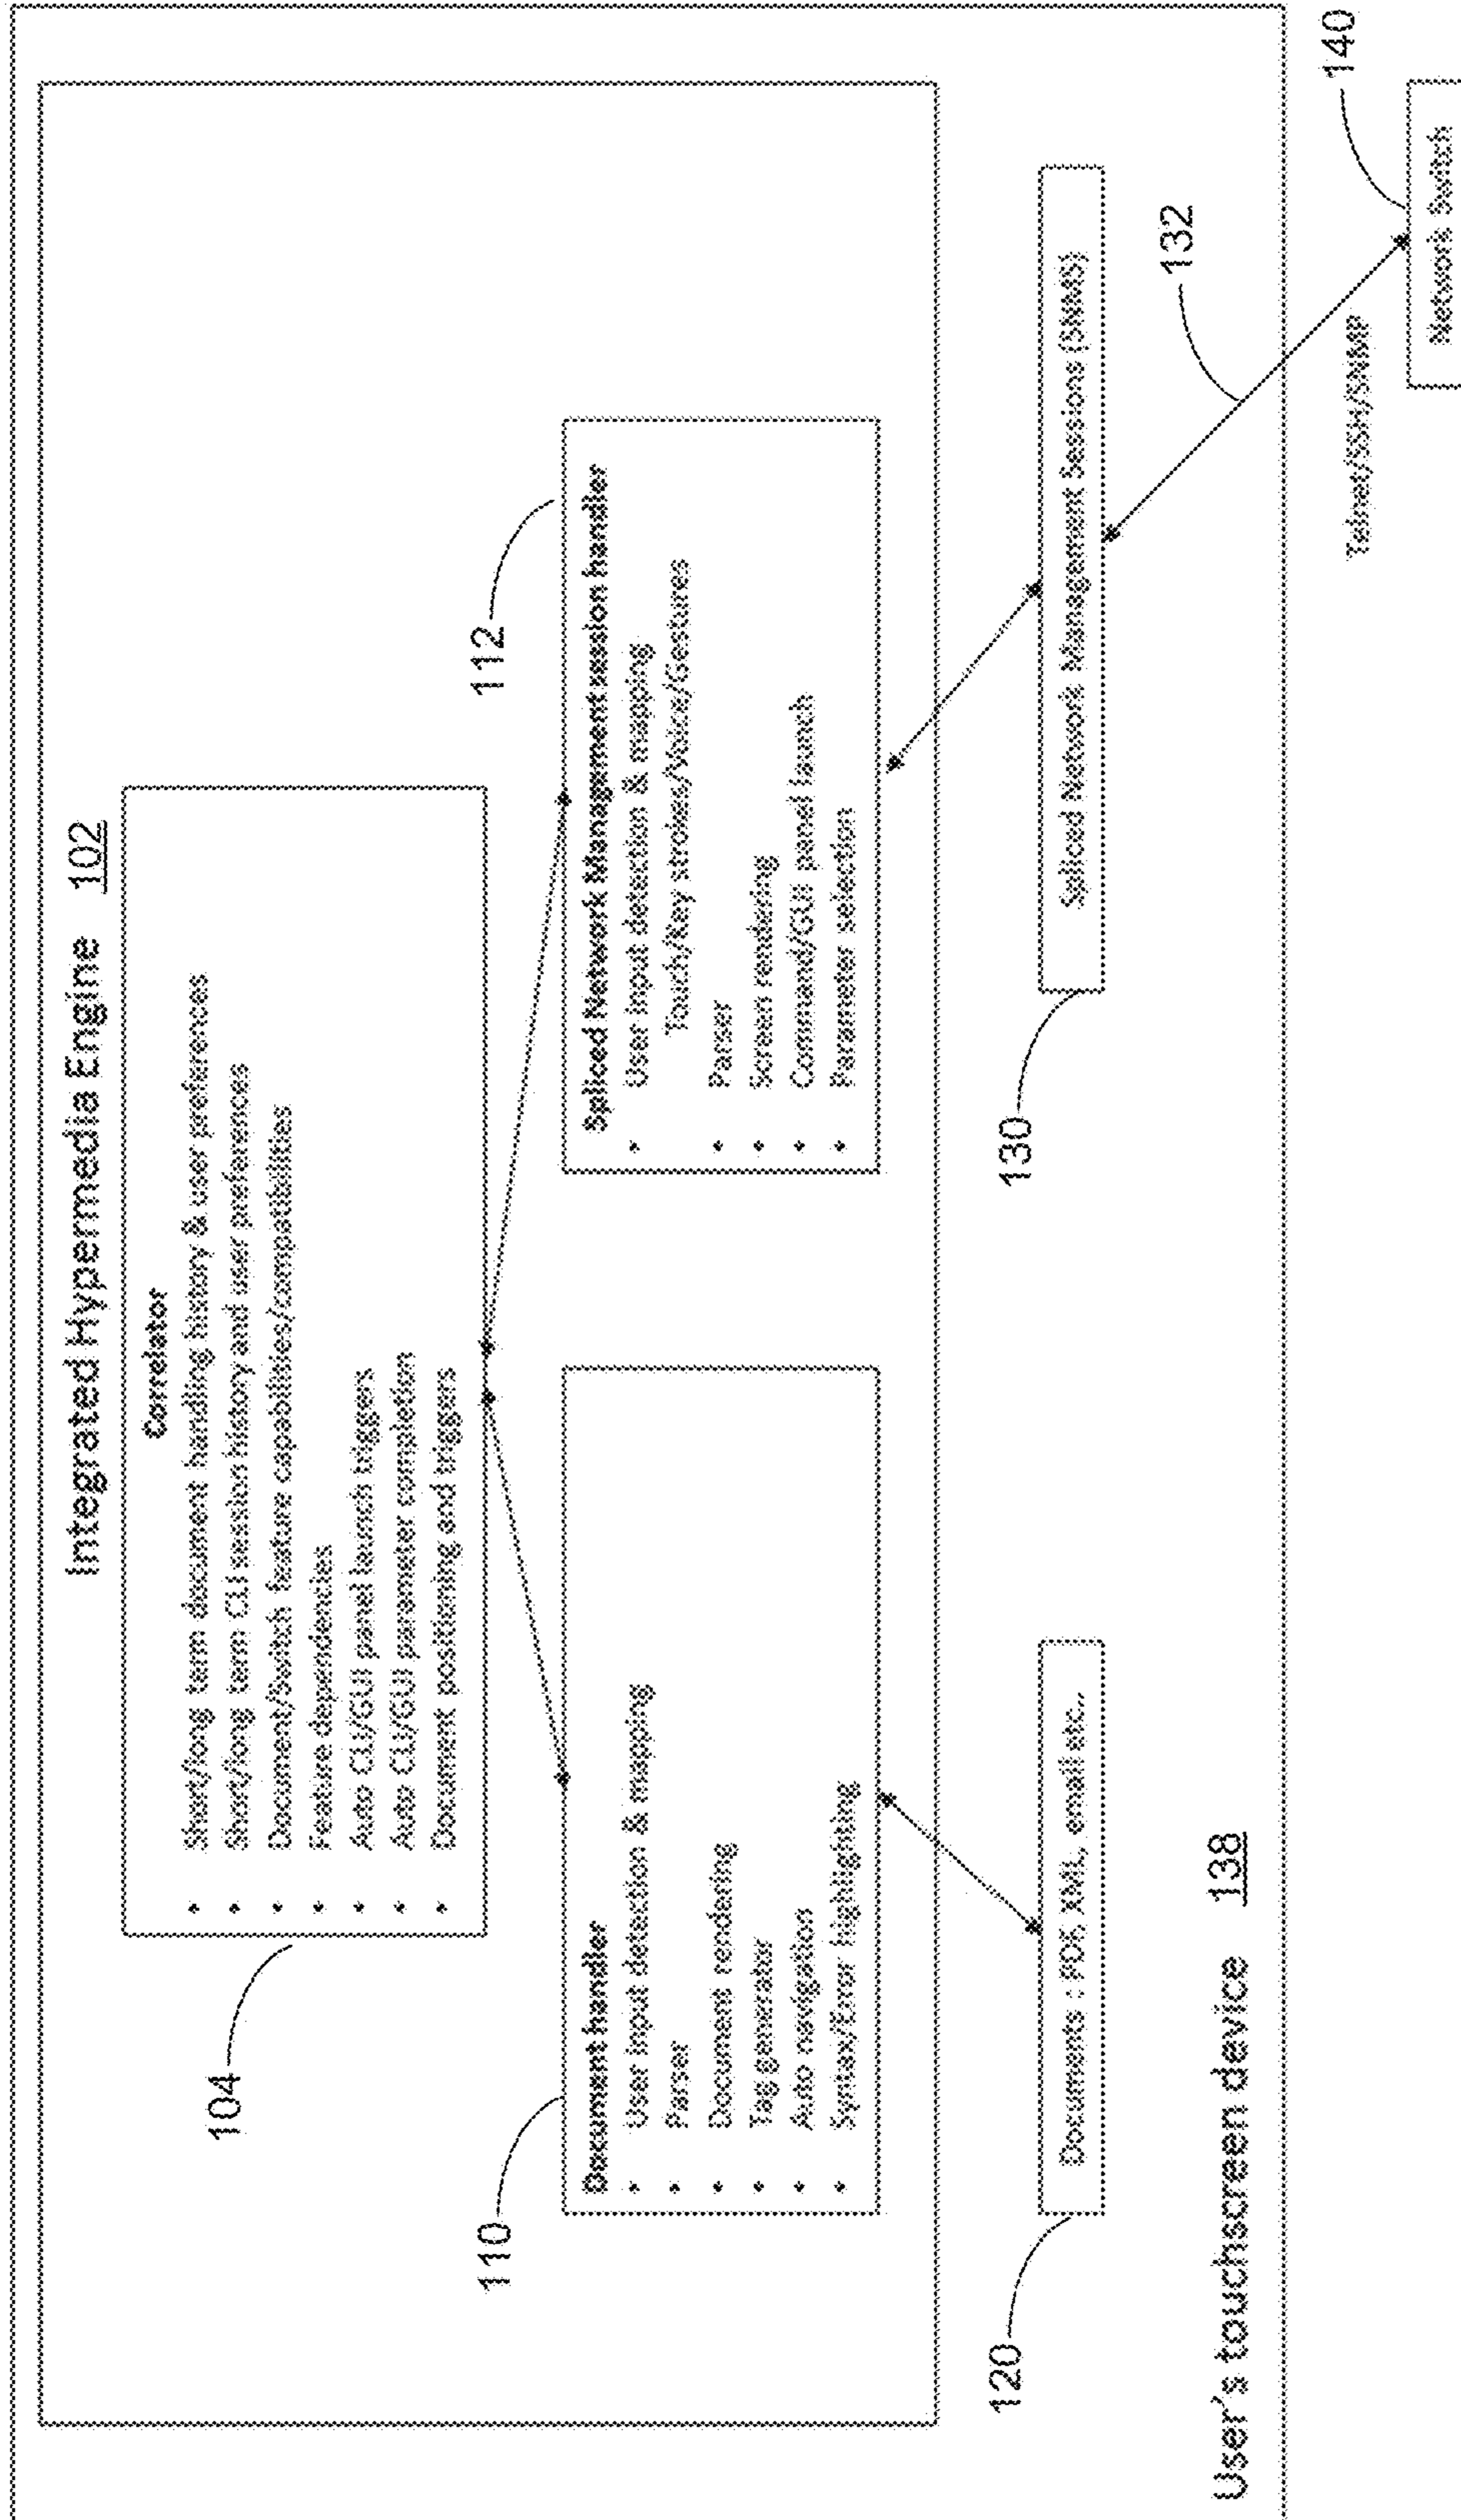 Integrated Hypermedia Engine 102
104
Correlator
• Short/long term document handling history & user preferences
• Short/long term CLI session history and user preferences
• Document/Switch feature capabilities/compatibilities
• Feature dependencies
• Auto CLI/GUI panel launch triggers
• Auto CLI/GUI parameter completion
• Document positioning and triggers
110
Document handler
• User input detection & mapping
• Parser
• Document rendering
• Tag generator
• Auto navigation
• Syntax/Error highlighting
112
Spliced Network Management session handler
• User input detection & mapping
Touch/Key strokes/Voice/Gestures
• Parser
• Screen rendering
• Command/GUI panel launch
• Parameter selection
120
Documents : PDF, XML, email etc..
130
Spliced Network Management Sessions (SNMS)
132
User's touchscreen device 138
Telnet/SSH/SNMP
140
Network Switch